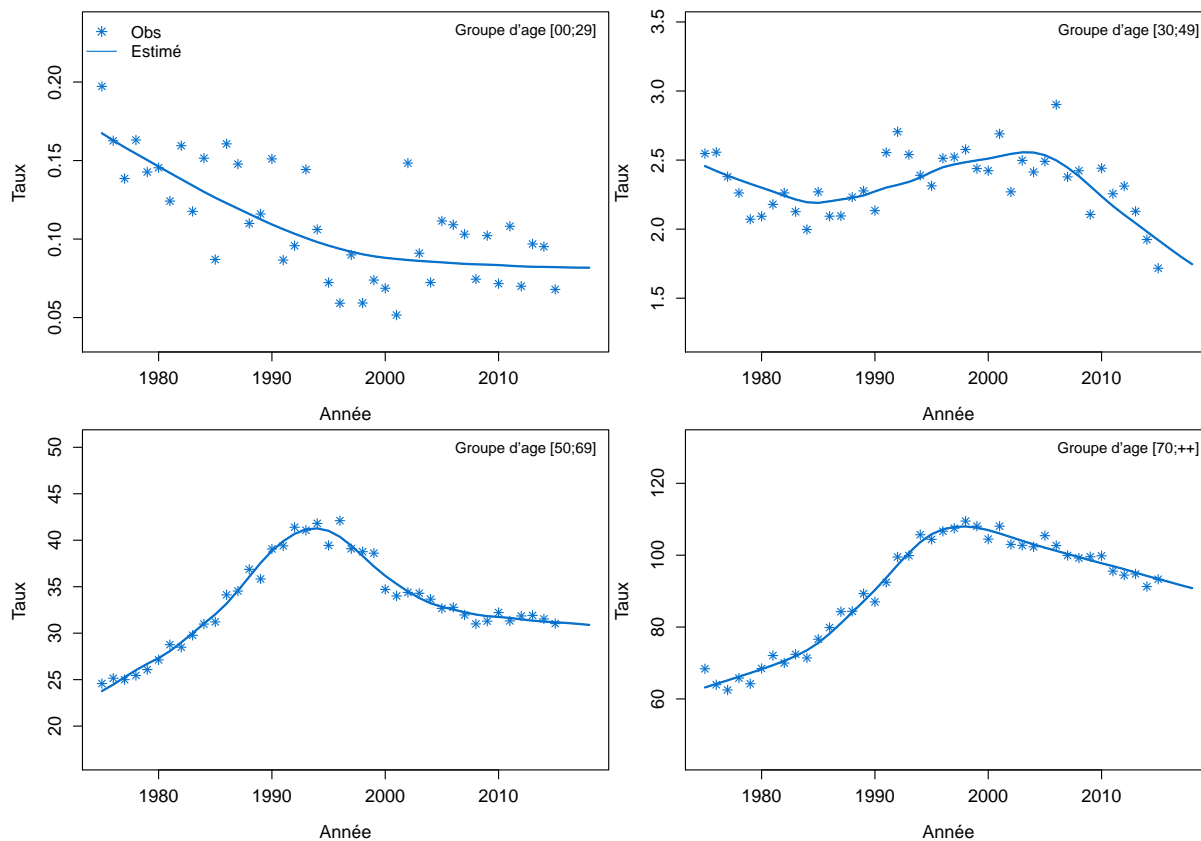 Obs
Estimé
Groupe d'age [00;29]
Taux
0.20
0.15
0.10
0.05
1980 1990 2000 2010
Année
Groupe d'age [30;49]
Taux
3.5
3.0
2.5
2.0
1.5
1980 1990 2000 2010
Année
Groupe d'age [50;69]
Taux
50
45
40
35
30
25
20
1980 1990 2000 2010
Année
Groupe d'age [70;++]
Taux
120
100
80
60
1980 1990 2000 2010
Année